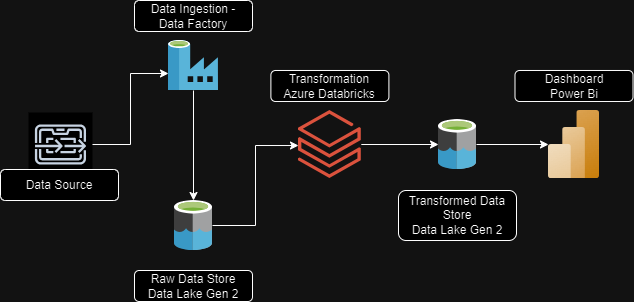 Data Ingestion -
Data Factory
Transformation
Azure Databricks
Dashboard
Power Bi
Data Source
Transformed Data
Store
Data Lake Gen 2
Raw Data Store
Data Lake Gen 2